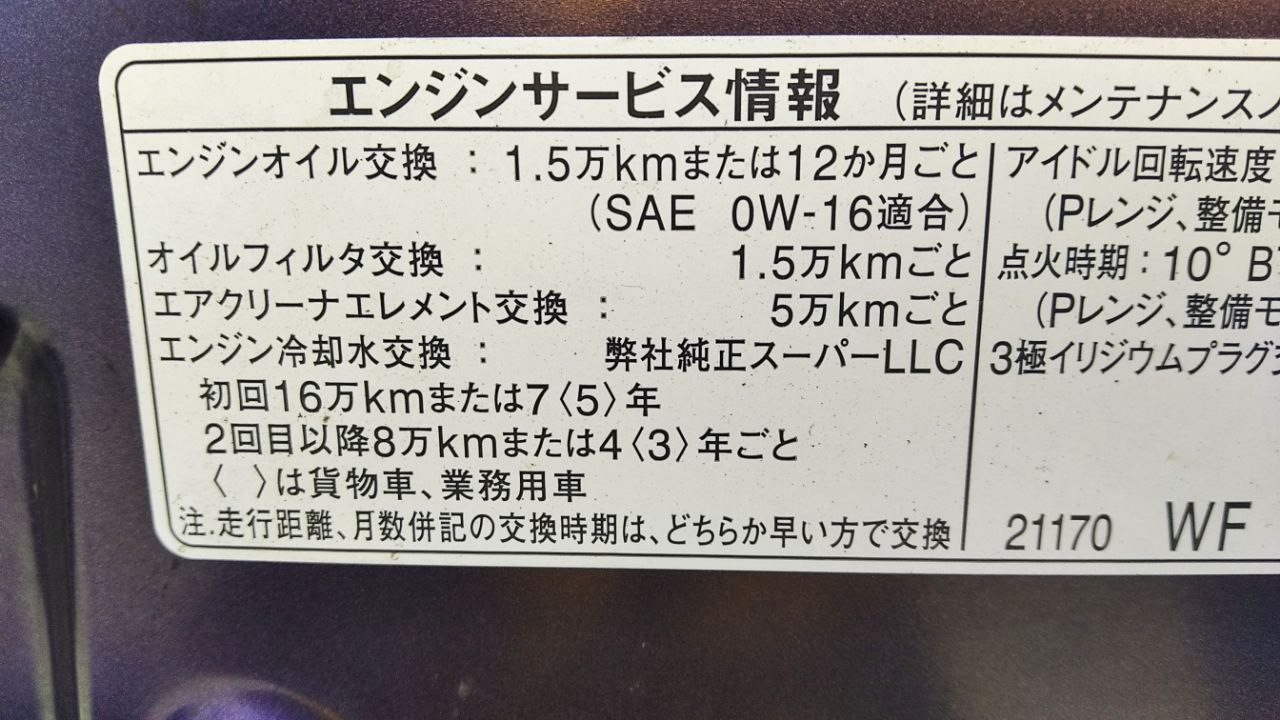 エンジンサービス情報 (詳細はメンテナンスノ
エンジンオイル交換 : 1.5万kmまたは12か月ごと
(SAE 0W-16適合)
オイルフィルタ交換 : 1.5万kmごと
エアクリーナエレメント交換 : 5万kmごと
エンジン冷却水交換 : 弊社純正スーパーLLC
初回16万kmまたは7〈5〉年
2回目以降8万kmまたは4〈3〉年ごと
〈 〉は貨物車、業務用車
注.走行距離、月数併記の交換時期は、どちらか早い方で交換
アイドル回転速度
(Pレンジ、整備モ
点火時期 : 10° B
(Pレンジ、整備モ
3極イリジウムプラグ
21170 WF